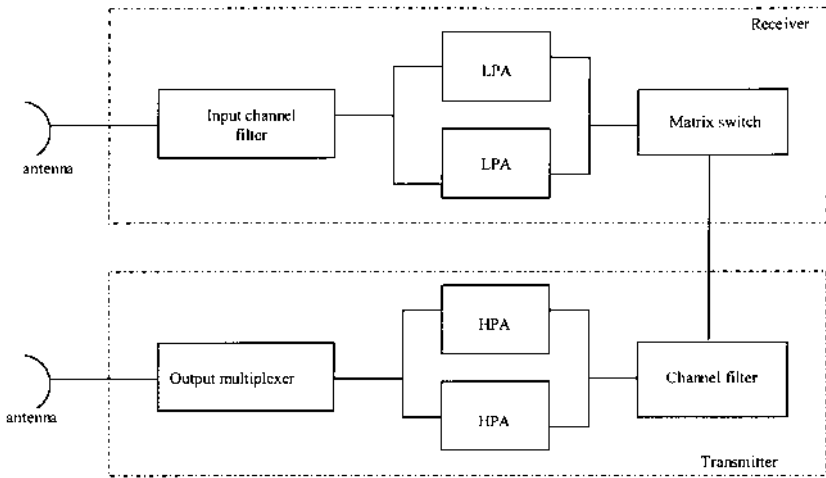 Receiver
LPA
Input channel
filter
Matrix switch
LPA
antenna
HPA
Output multiplexer
Channel filter
HPA
antenna
Transmitter